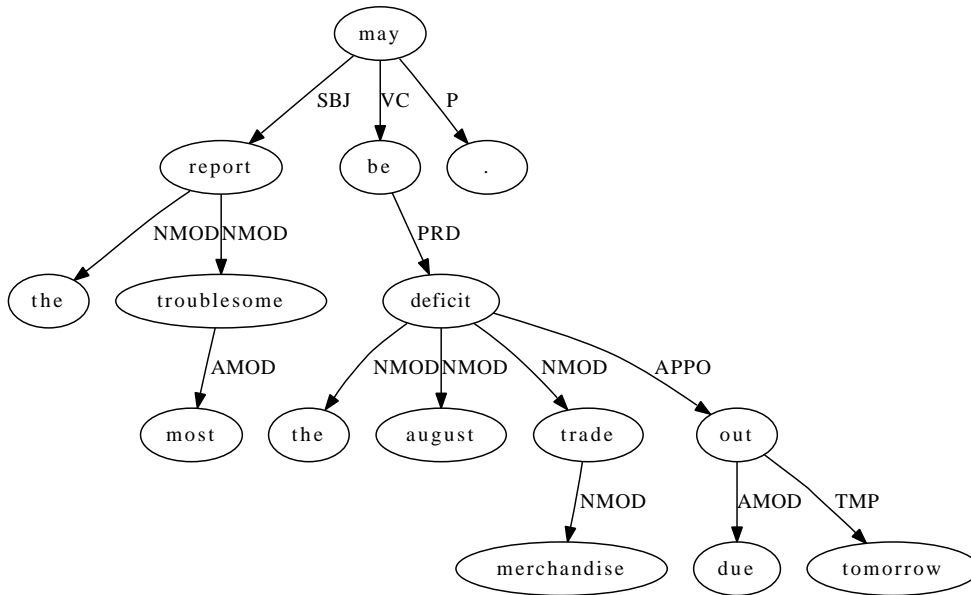 may
SBJ VC P
report be .
NMOD NMOD PRD
the troublesome deficit
AMOD NMOD NMOD NMOD APPO
most the august trade out
NMOD AMOD TMP
merchandise due tomorrow